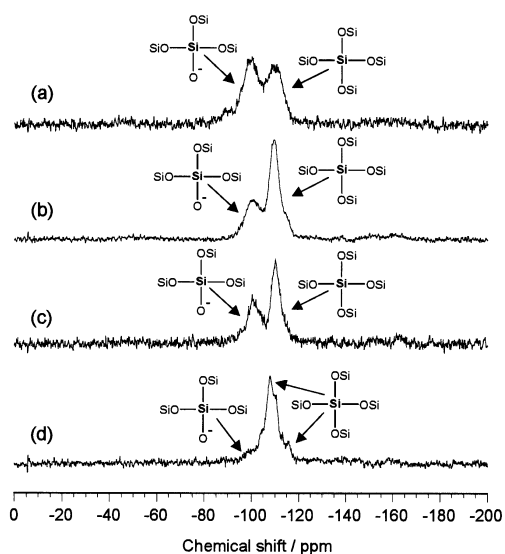 OSi
SiO—Si—OSi
O-
OSi
SiO—Si—OSi
OSi
(a)
OSi
SiO—Si—OSi
O-
OSi
SiO—Si—OSi
OSi
(b)
OSi
SiO—Si—OSi
O-
OSi
SiO—Si—OSi
OSi
(c)
OSi
SiO—Si—OSi
O-
OSi
SiO—Si—OSi
OSi
(d)
0 -20 -40 -60 -80 -100 -120 -140 -160 -180 -200
Chemical shift / ppm